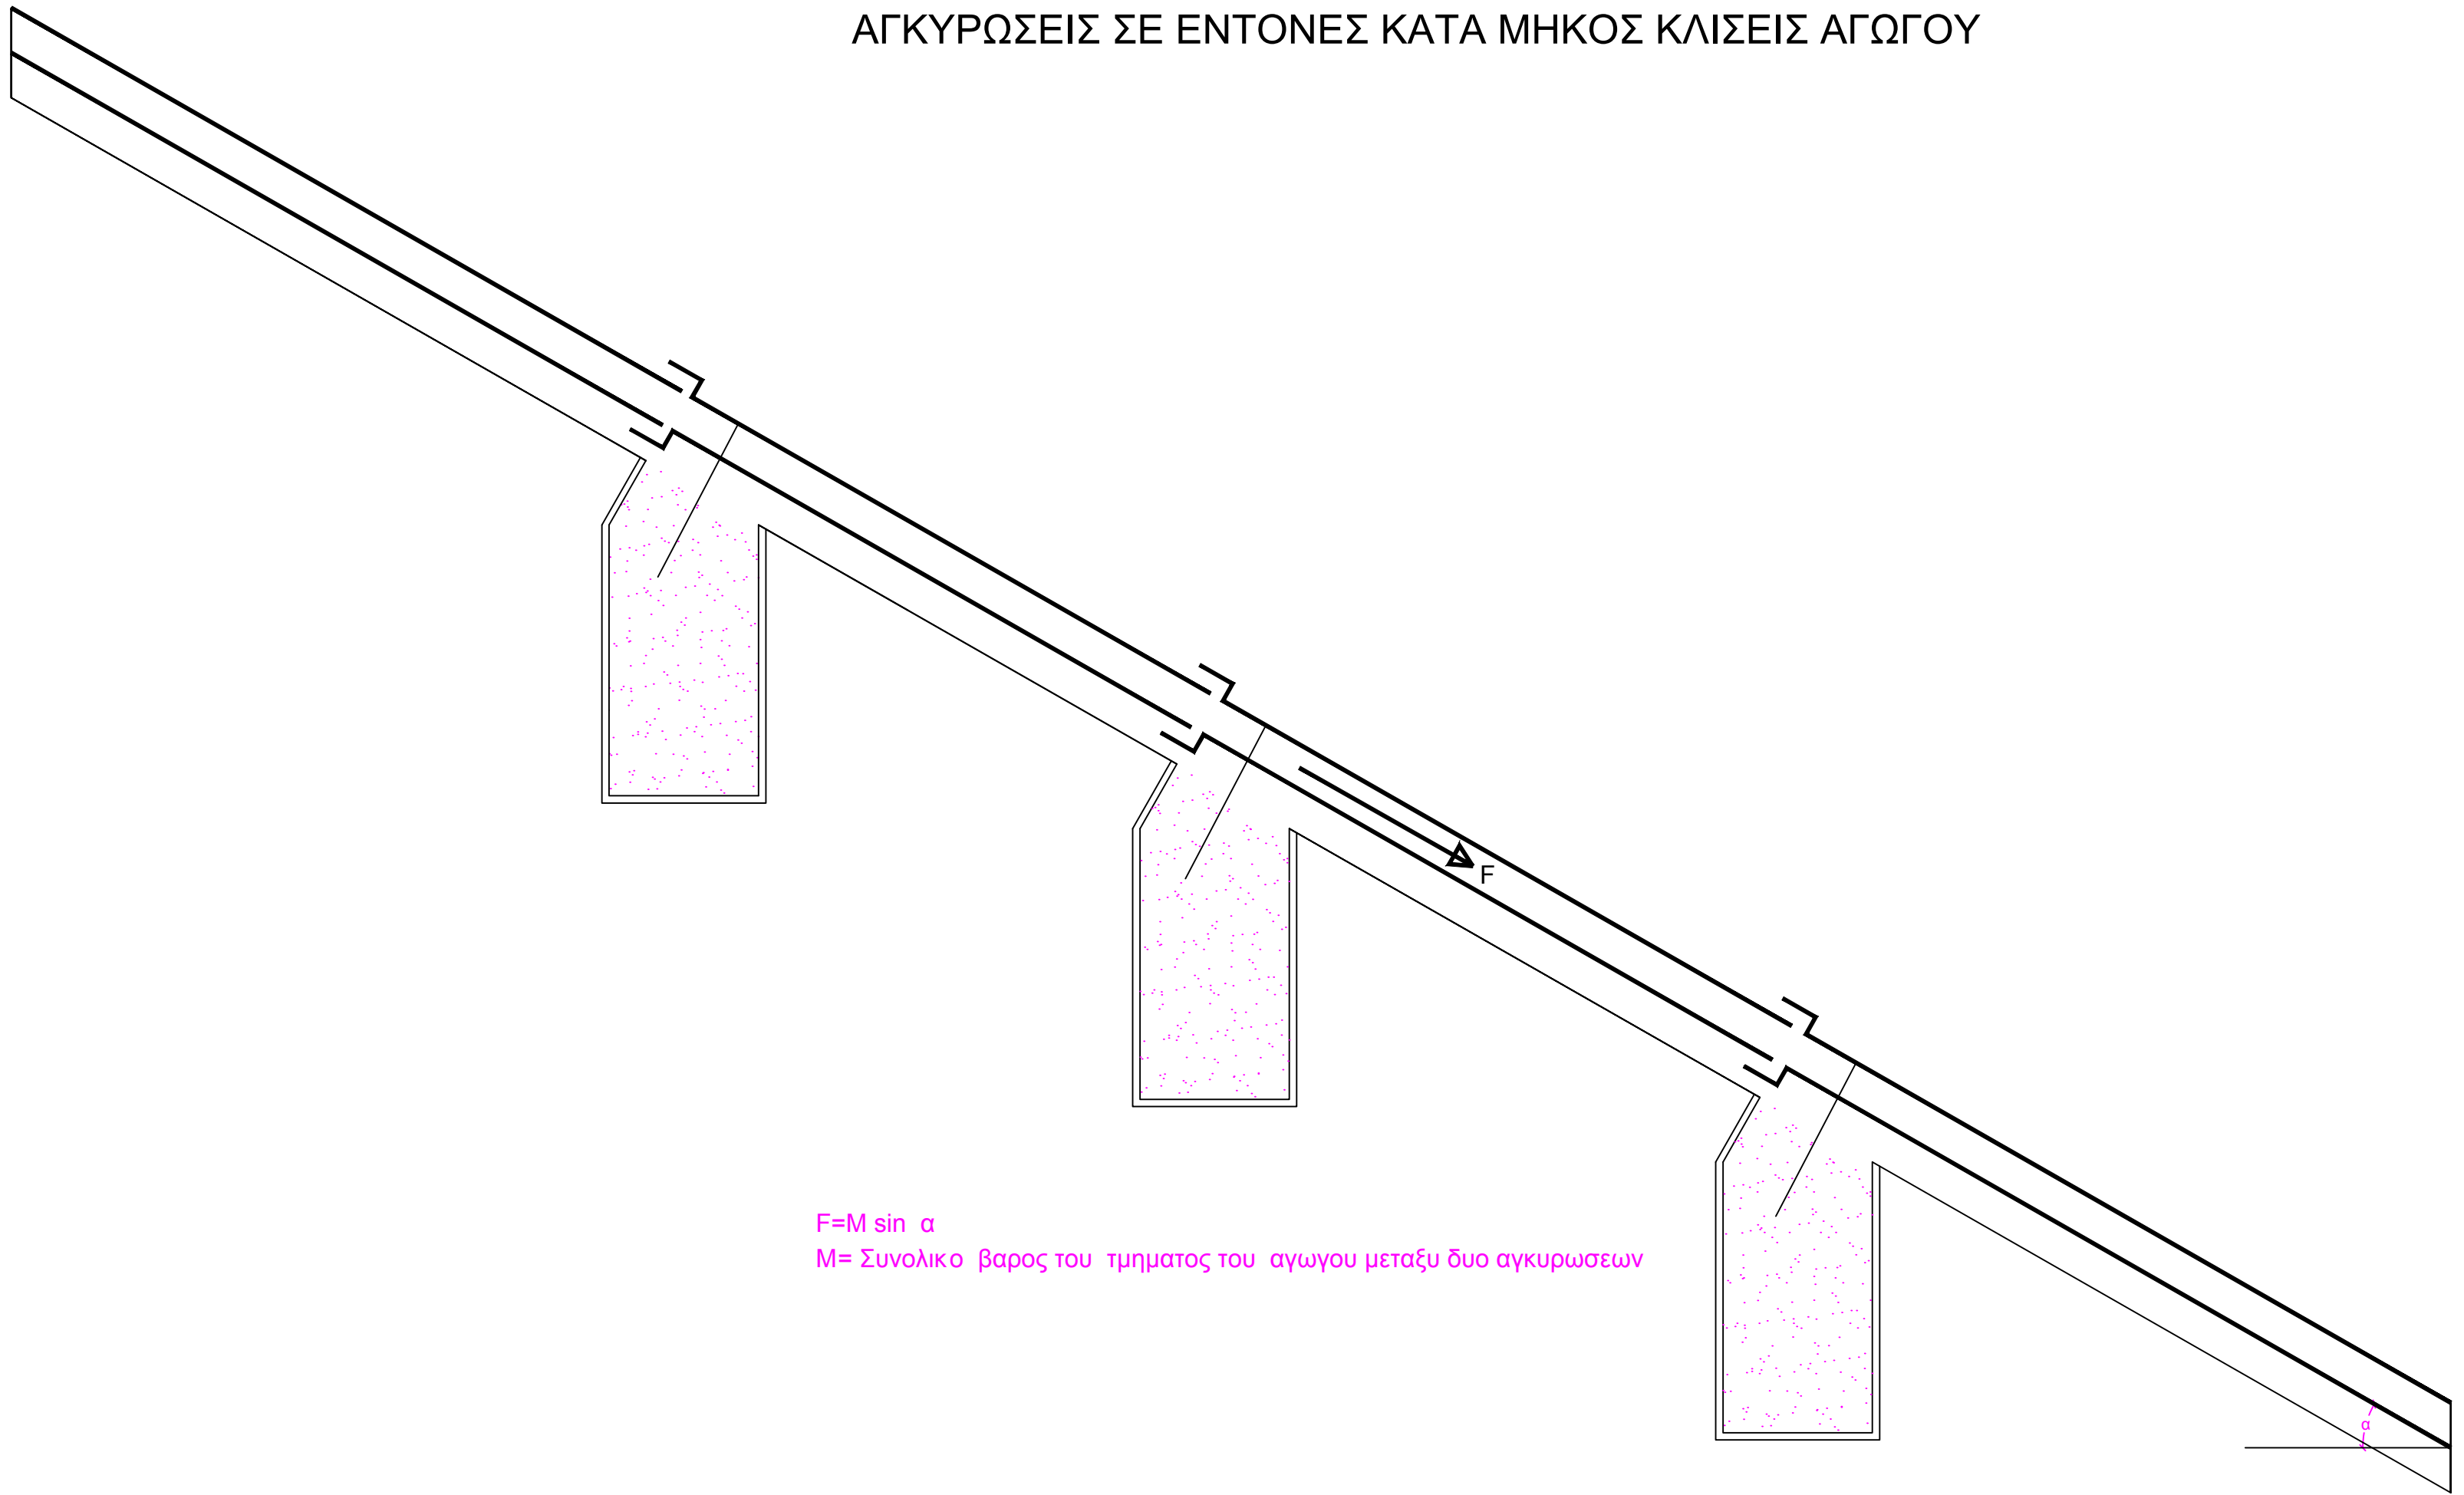 ΑΓΚΥΡΩΣΕΙΣ ΣΕ ΕΝΤΟΝΕΣ ΚΑΤΑ ΜΗΚΟΣ ΚΛΙΣΕΙΣ ΑΓΩΓΟΥ
F
F=M sin α
M= Συνολικο βαρος του τμηματος του αγωγου μεταξυ δυο αγκυρωσεων
α